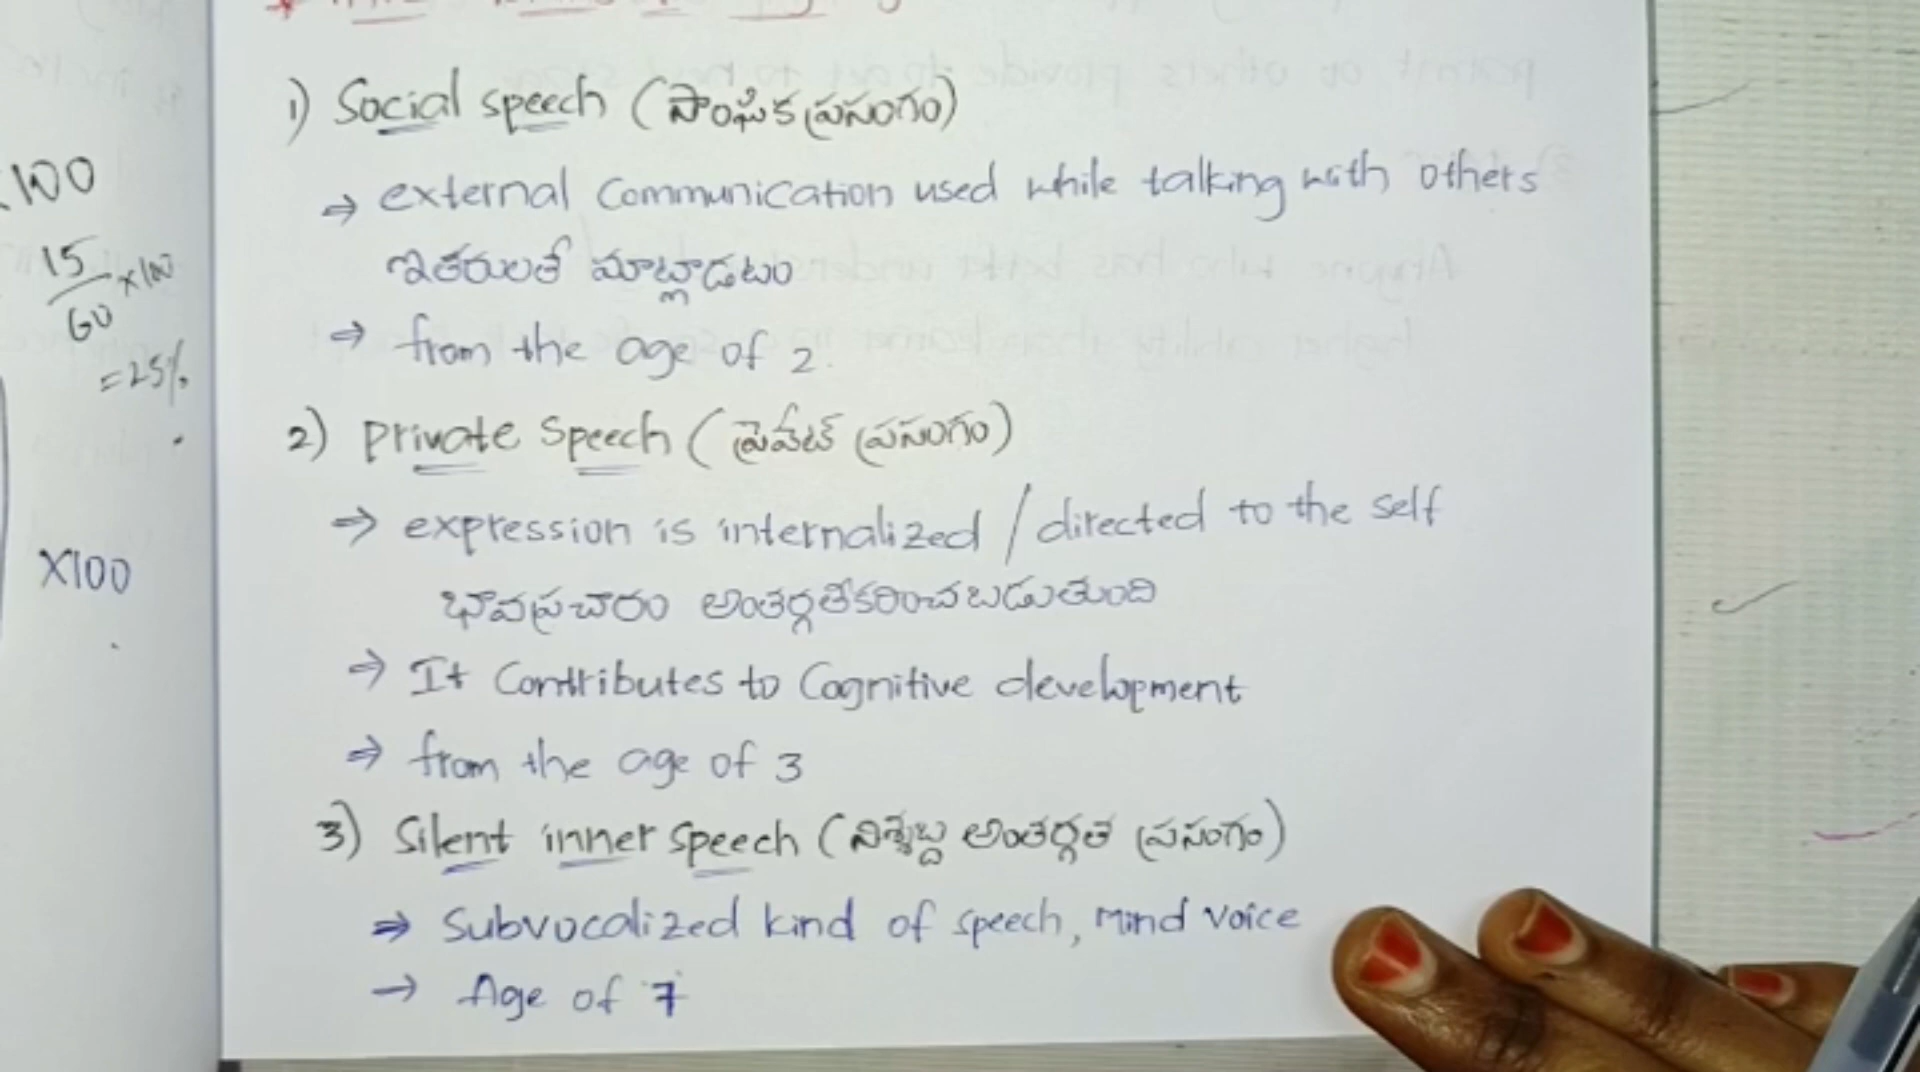 1) Social speech (సాంఘిక ప్రసంగం)
⇒ external Communication used while talking with others
ఇతరులతో మాట్లాడటం
⇒ from the age of 2.
2) private Speech (ప్రైవేట్ ప్రసంగం)
⇒ expression is internalized / directed to the self
భావప్రచారం అంతర్గతీకరించబడుతుంది
⇒ It Contributes to Cognitive development
⇒ from the age of 3
3) Silent inner speech (నిశ్శబ్ద అంతర్గత ప్రసంగం)
⇒ Subvocalized kind of speech, Mind Voice
→ Age of 7
100
15/60 ×100
=25%
X100